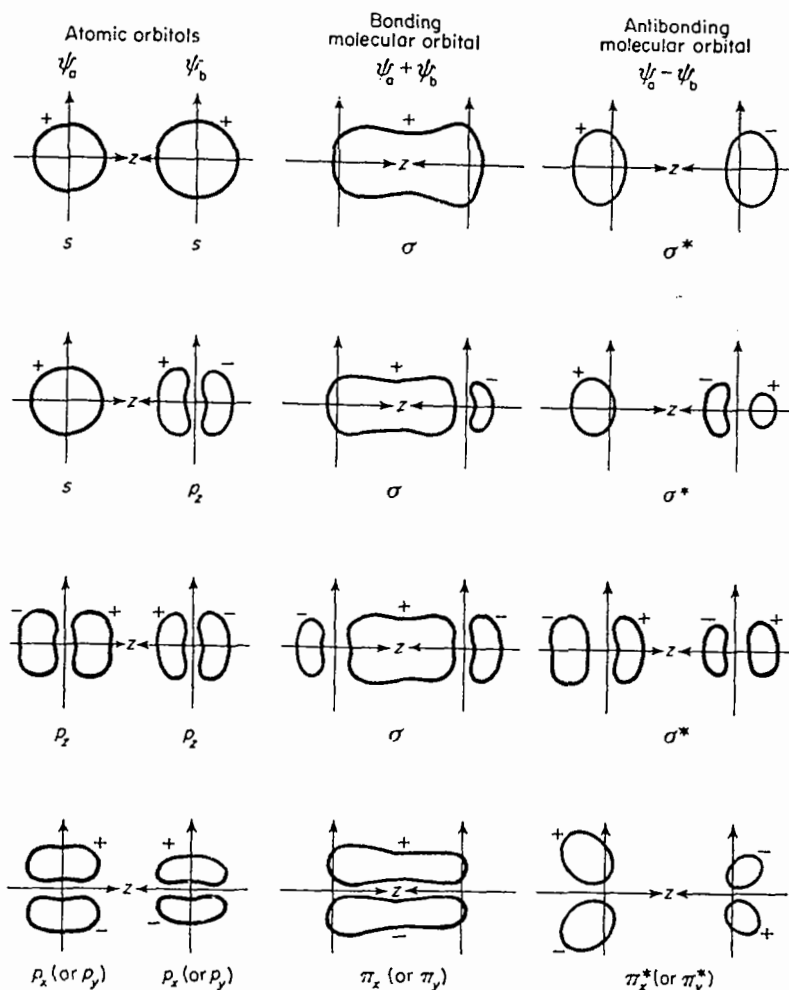 Atomic orbitals
Bonding
molecular orbital
Antibonding
molecular orbital
ψa ψb
ψa + ψb
ψa − ψb
+ z +
+ z
+ z −
s s
σ
σ*
+ z + −
+ z −
+ z − +
s pz
σ
σ*
− + z + −
− + z −
− + z − +
pz pz
σ
σ*
+ − z + −
+ z −
+ − z − +
px (or py) px (or py)
πx (or πy)
πx* (or πy*)